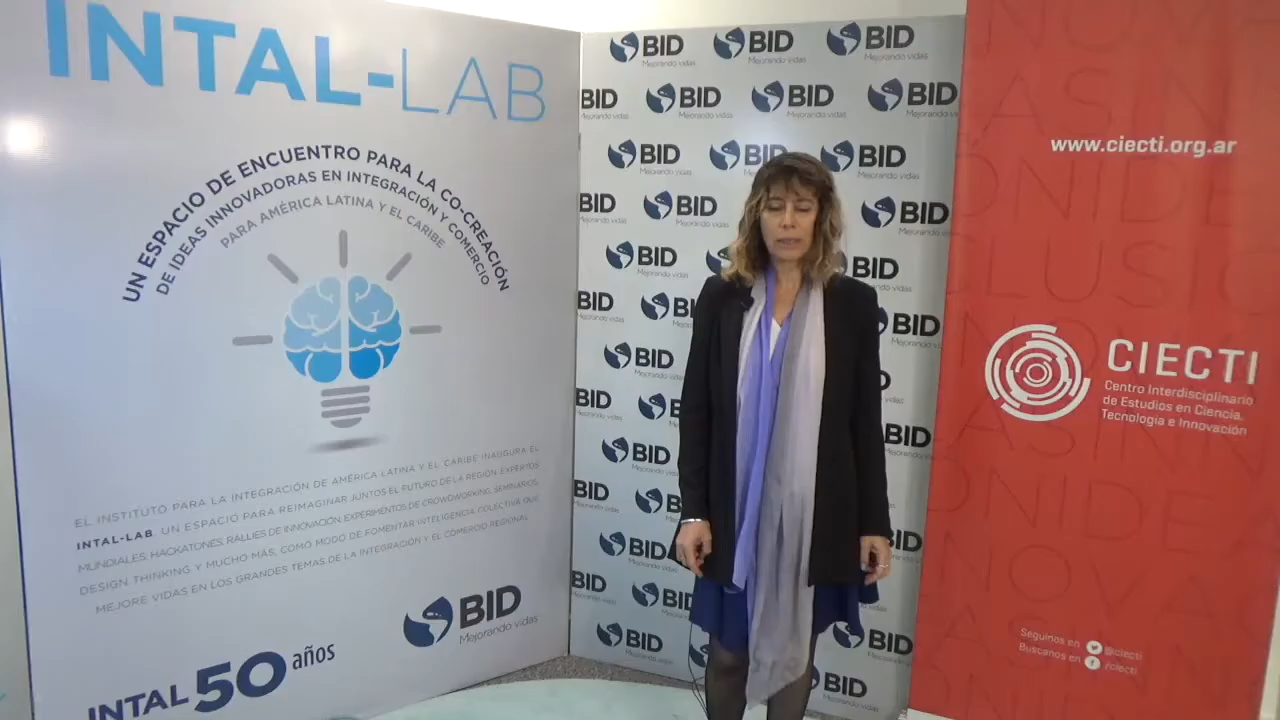 INTAL-LAB
UN ESPACIO DE ENCUENTRO PARA LA CO-CREACIÓN
DE IDEAS INNOVADORAS EN INTEGRACIÓN Y COMERCIO
PARA AMÉRICA LATINA Y EL CARIBE
EL INSTITUTO PARA LA INTEGRACIÓN DE AMÉRICA LATINA Y EL CARIBE INAUGURA EL
INTAL-LAB, UN ESPACIO PARA REIMAGINAR JUNTOS EL FUTURO DE LA REGIÓN. EXPERTOS
MUNDIALES, HACKATONES, RALLIES DE INNOVACIÓN, EXPERIMENTOS DE CROWDWORKING, SEMINARIOS,
DESIGN THINKING Y MUCHO MÁS, COMO MODO DE FOMENTAR INTELIGENCIA COLECTIVA QUE
MEJORE VIDAS EN LOS GRANDES TEMAS DE LA INTEGRACIÓN Y EL COMERCIO REGIONAL.
BID
Mejorando vidas
INTAL 50 años
BID
Mejorando vidas
www.ciecti.org.ar
CIECTI
Centro Interdisciplinario
de Estudios en Ciencia,
Tecnología e Innovación
Seguinos en @ciecti
Buscanos en /ciecti